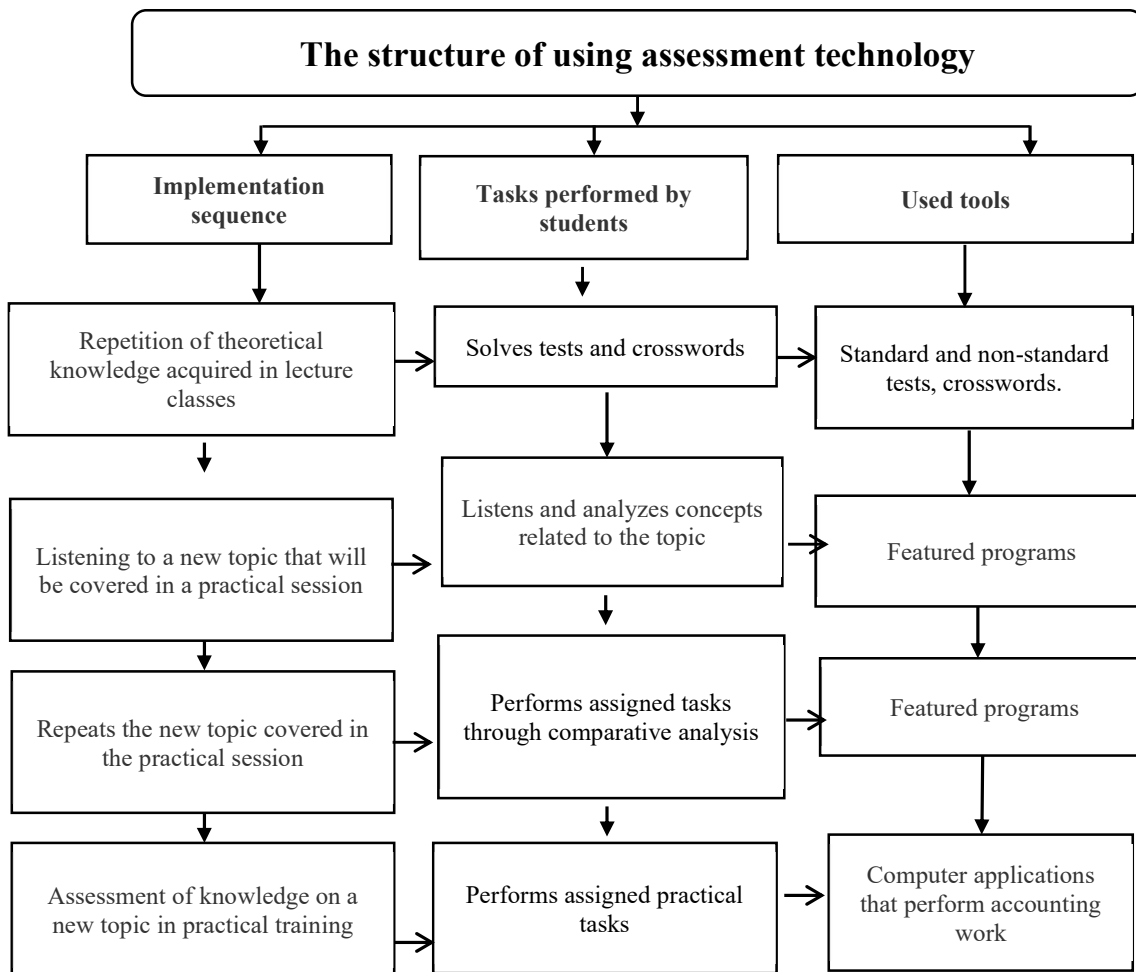 The structure of using assessment technology
Implementation
sequence
Tasks performed by
students
Used tools
Repetition of theoretical
knowledge acquired in lecture
classes
Solves tests and crosswords
Standard and non-standard
tests, crosswords.
Listening to a new topic that will
be covered in a practical session
Listens and analyzes concepts
related to the topic
Featured programs
Repeats the new topic covered in
the practical session
Performs assigned tasks
through comparative analysis
Featured programs
Assessment of knowledge on a
new topic in practical training
Performs assigned practical
tasks
Computer applications
that perform accounting
work